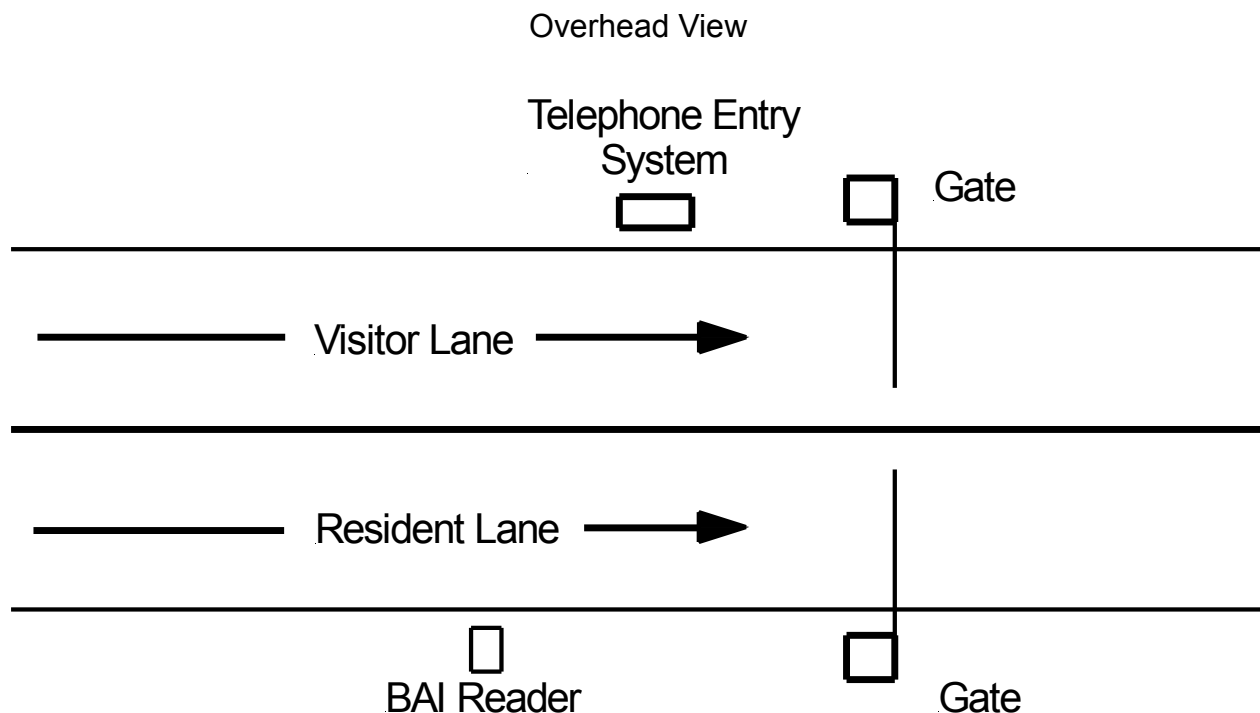 Overhead View
Telephone Entry
System
Gate
Visitor Lane
Resident Lane
BAI Reader
Gate